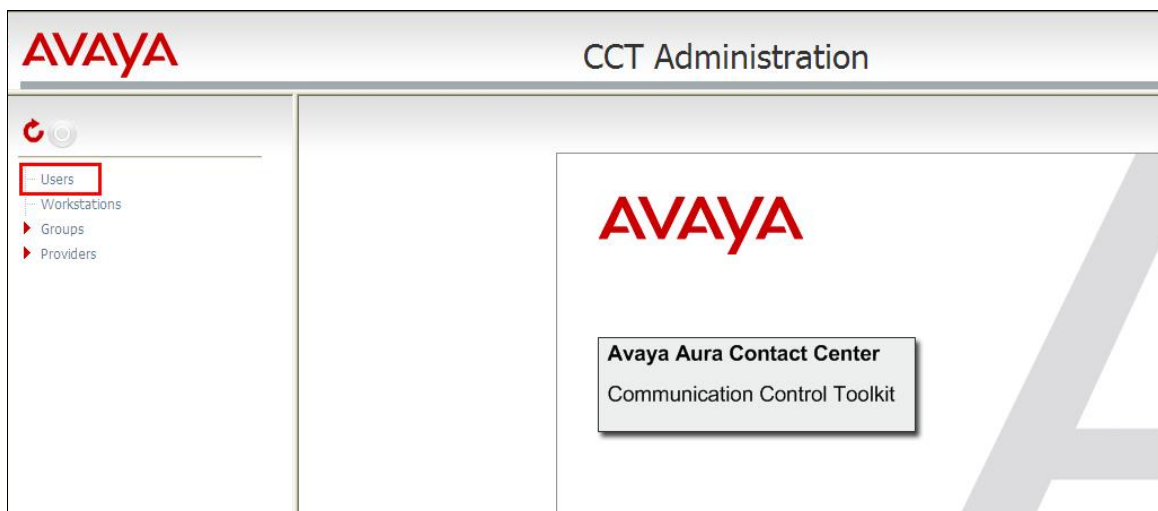 AVAYA
CCT Administration
Users
Workstations
Groups
Providers
AVAYA
Avaya Aura Contact Center
Communication Control Toolkit